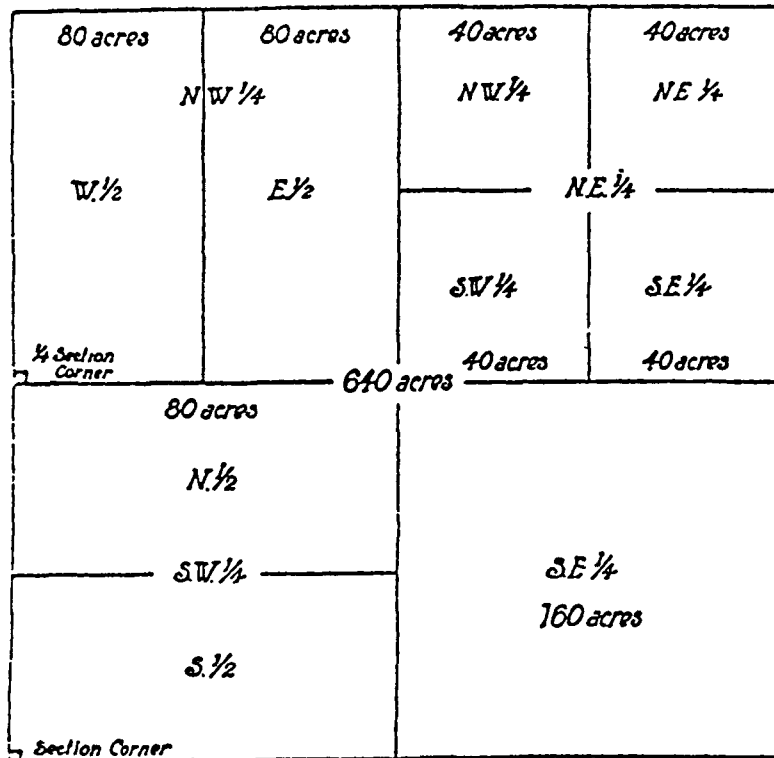 80 acres 80 acres 40 acres 40 acres
N W 1/4 N W. 1/4 N E 1/4
W. 1/2 E 1/2 N.E. 1/4
S.W 1/4 S.E. 1/4
1/4 Section
Corner
40 acres 40 acres
640 acres
80 acres
N. 1/2
S.W. 1/4 S.E 1/4
160 acres
S. 1/2
Section Corner